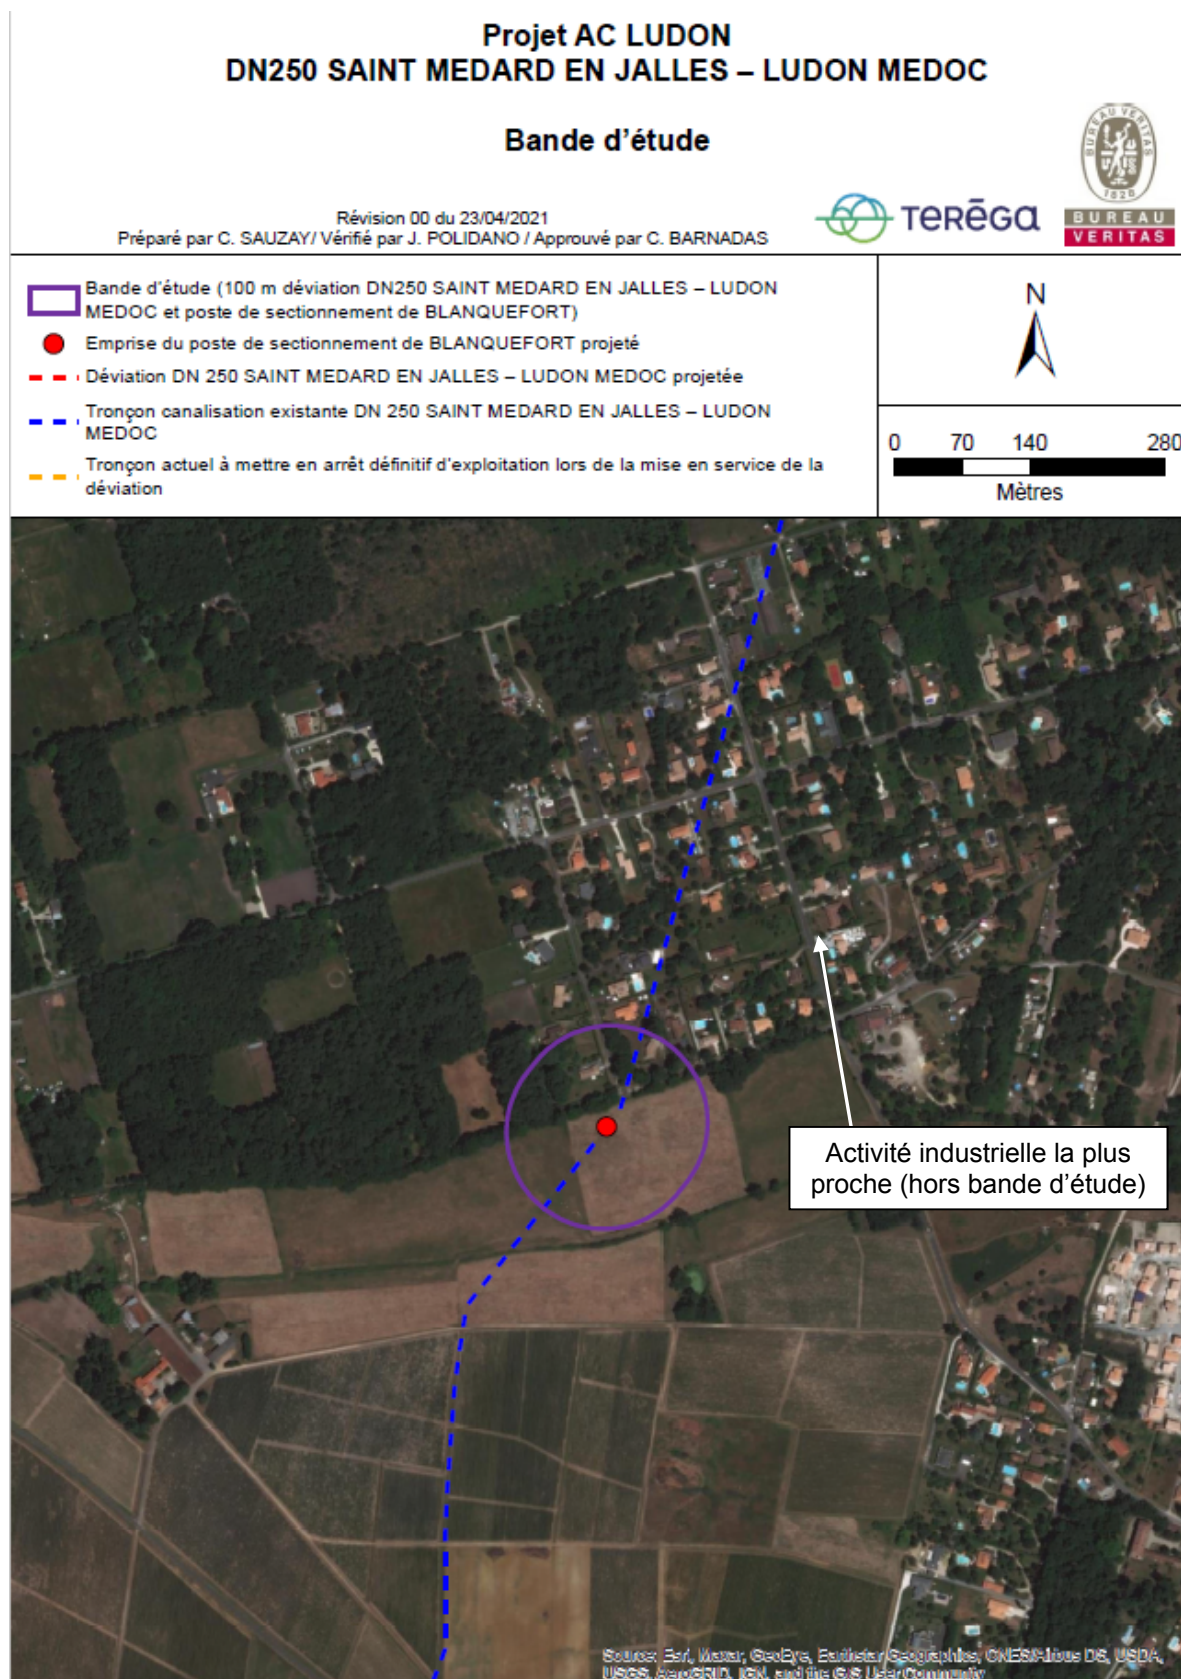 Projet AC LUDON
DN250 SAINT MEDARD EN JALLES – LUDON MEDOC
Bande d'étude
Révision 00 du 23/04/2021
Préparé par C. SAUZAY/ Vérifié par J. POLIDANO / Approuvé par C. BARNADAS
TERĒGA
BUREAU VERITAS
1828
BUREAU
VERITAS
Bande d'étude (100 m déviation DN250 SAINT MEDARD EN JALLES – LUDON
MEDOC et poste de sectionnement de BLANQUEFORT)
Emprise du poste de sectionnement de BLANQUEFORT projeté
Déviation DN 250 SAINT MEDARD EN JALLES – LUDON MEDOC projetée
Tronçon canalisation existante DN 250 SAINT MEDARD EN JALLES – LUDON
MEDOC
Tronçon actuel à mettre en arrêt définitif d'exploitation lors de la mise en service de la
déviation
N
0 70 140 280
Mètres
Activité industrielle la plus
proche (hors bande d'étude)
Source: Esri, Maxar, GeoEye, Earthstar Geographics, CNES/Airbus DS, USDA,
USGS, AeroGRID, IGN, and the GIS User Community